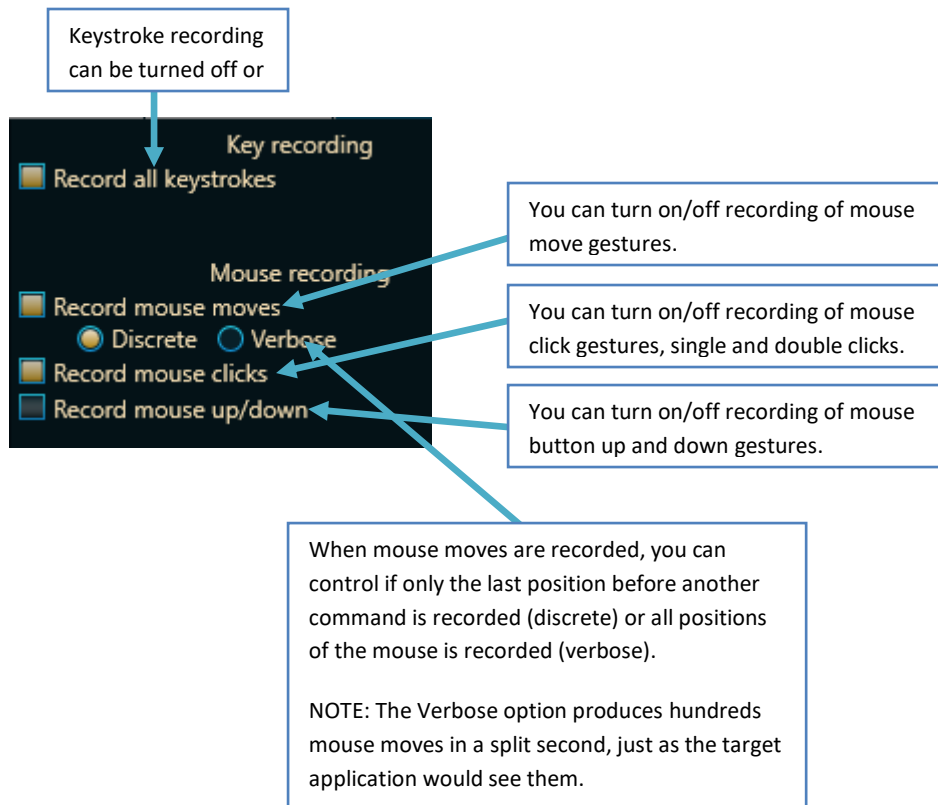 Keystroke recording
can be turned off or
Key recording
Record all keystrokes
You can turn on/off recording of mouse
move gestures.
Mouse recording
Record mouse moves
Discrete Verbose
You can turn on/off recording of mouse
click gestures, single and double clicks.
Record mouse clicks
Record mouse up/down
You can turn on/off recording of mouse
button up and down gestures.
When mouse moves are recorded, you can
control if only the last position before another
command is recorded (discrete) or all positions
of the mouse is recorded (verbose).
NOTE: The Verbose option produces hundreds
mouse moves in a split second, just as the target
application would see them.